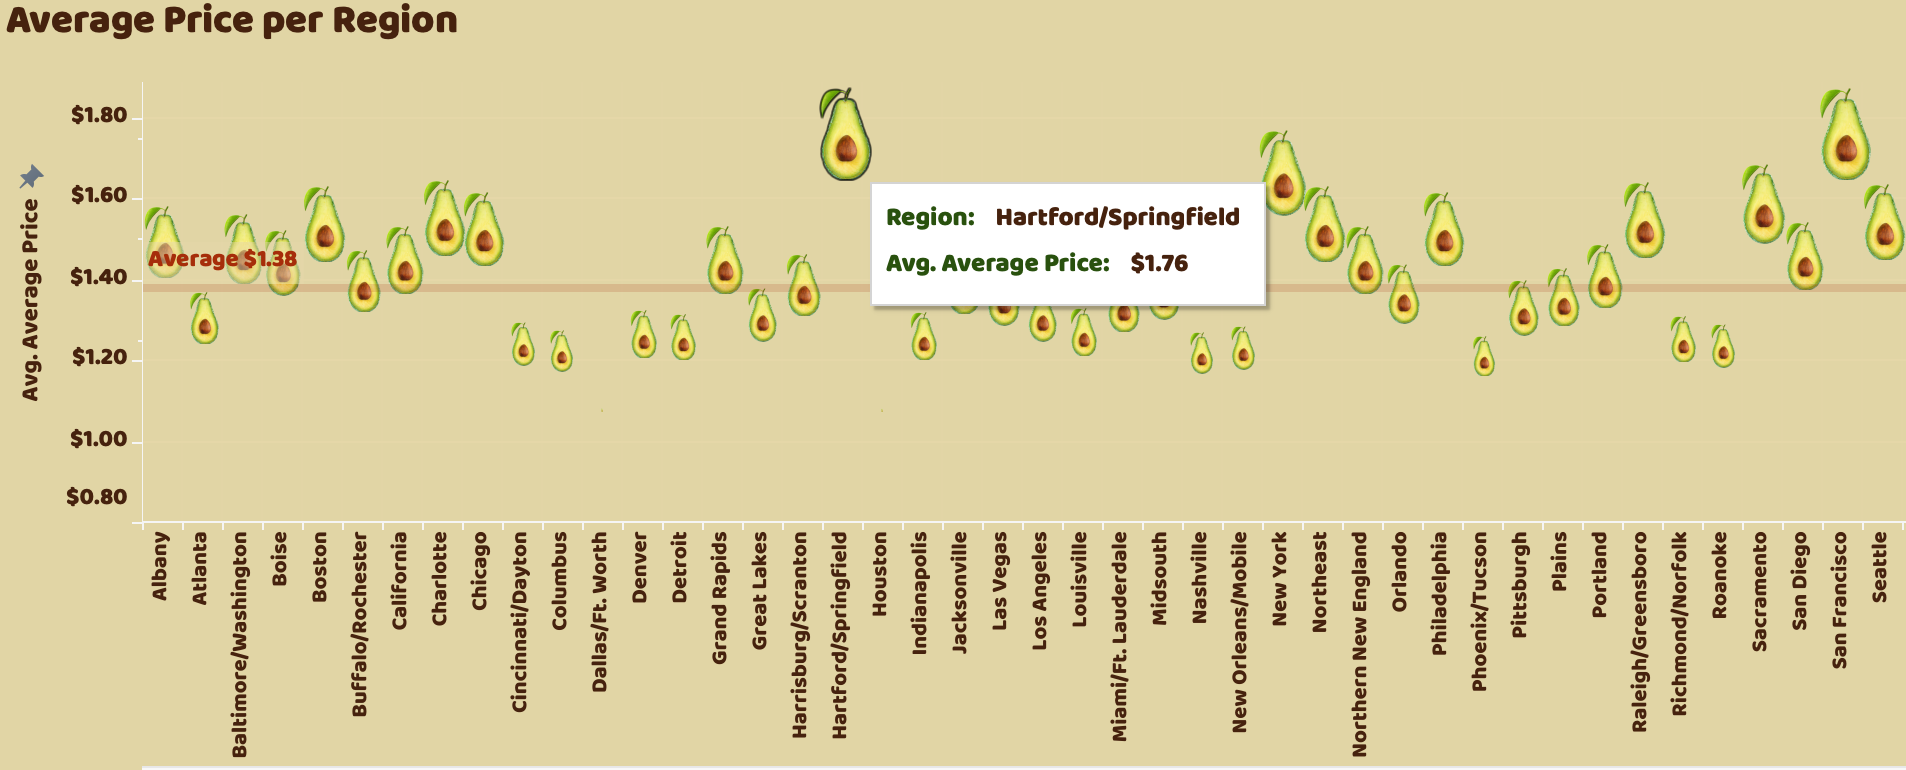 Average Price per Region
Avg. Average Price
$1.80
$1.60
$1.40
$1.20
$1.00
$0.80
Average $1.38
Region: Hartford/Springfield
Avg. Average Price: $1.76
Albany
Atlanta
Baltimore/Washington
Boise
Boston
Buffalo/Rochester
California
Charlotte
Chicago
Cincinnati/Dayton
Columbus
Dallas/Ft. Worth
Denver
Detroit
Grand Rapids
Great Lakes
Harrisburg/Scranton
Hartford/Springfield
Houston
Indianapolis
Jacksonville
Las Vegas
Los Angeles
Louisville
Miami/Ft. Lauderdale
Midsouth
Nashville
New Orleans/Mobile
New York
Northeast
Northern New England
Orlando
Philadelphia
Phoenix/Tucson
Pittsburgh
Plains
Portland
Raleigh/Greensboro
Richmond/Norfolk
Roanoke
Sacramento
San Diego
San Francisco
Seattle